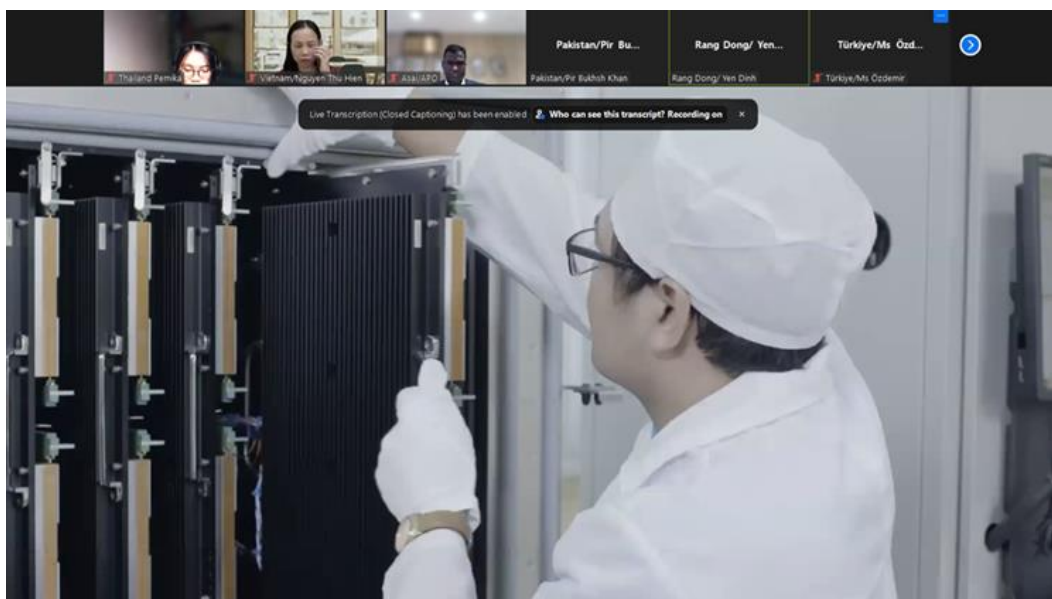 Pakistan/Pir Bu...
Rang Dong/ Yen...
Türkiye/Ms Özd...
Thailand Pemika
Vietnam/Nguyen Thu Hien
Asai/APO
Pakistan/Pir Bukhsh Khan
Rang Dong/ Yen Dinh
Türkiye/Ms Özdemir
Live Transcription (Closed Captioning) has been enabled
Who can see this transcript? Recording on